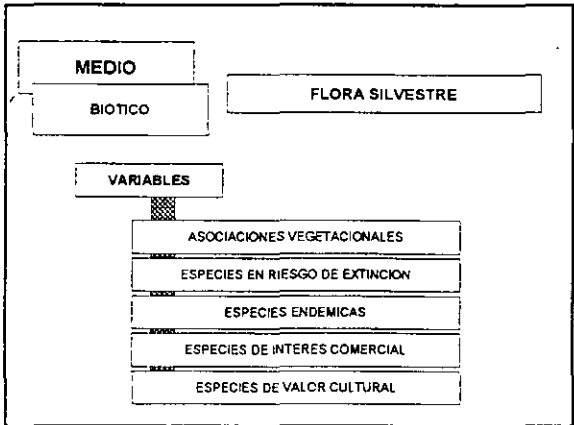 MEDIO
BIOTICO
FLORA SILVESTRE
VARIABLES
ASOCIACIONES VEGETACIONALES
ESPECIES EN RIESGO DE EXTINCION
ESPECIES ENDEMICAS
ESPECIES DE INTERES COMERCIAL
ESPECIES DE VALOR CULTURAL